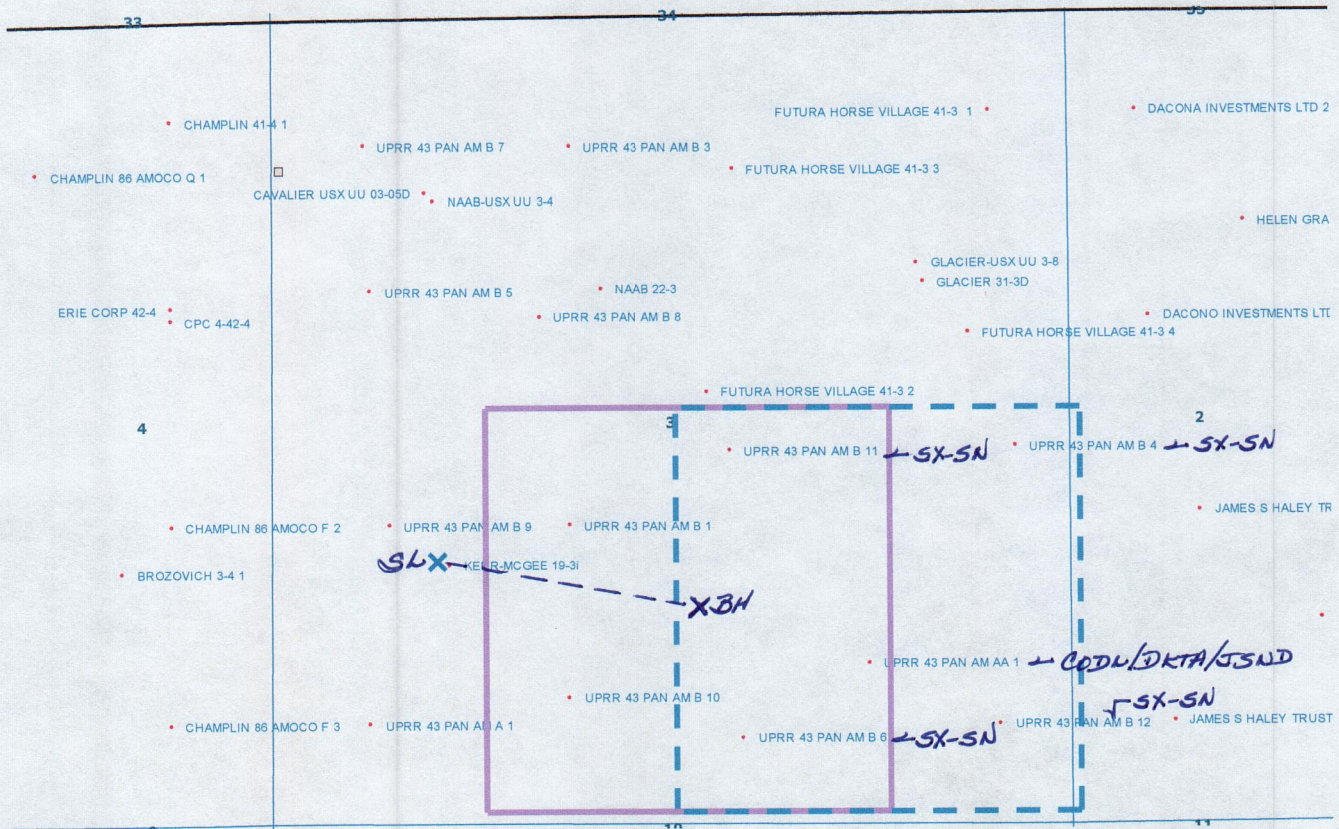 33
34
35
FUTURA HORSE VILLAGE 41-3 1
DACONA INVESTMENTS LTD 2
CHAMPLIN 41-4 1
UPRR 43 PAN AM B 7
UPRR 43 PAN AM B 3
FUTURA HORSE VILLAGE 41-3 3
CHAMPLIN 86 AMOCO Q 1
CAVALIER USX UU 03-05D
NAAB-USX UU 3-4
HELEN GRA
GLACIER-USX UU 3-8
GLACIER 31-3D
UPRR 43 PAN AM B 5
NAAB 22-3
ERIE CORP 42-4
CPC 4-42-4
UPRR 43 PAN AM B 8
DACONO INVESTMENTS LTD
FUTURA HORSE VILLAGE 41-3 4
FUTURA HORSE VILLAGE 41-3 2
4
3
2
UPRR 43 PAN AM B 11 SX-SN
UPRR 43 PAN AM B 4 SX-SN
JAMES S HALEY TR
CHAMPLIN 86 AMOCO F 2
UPRR 43 PAN AM B 9
UPRR 43 PAN AM B 1
SL X KERR-MCGEE 19-3i
BROZOVICH 3-4 1
X BH
UPRR 43 PAN AM AA 1 CODL/DKTA/JSND
UPRR 43 PAN AM B 10
SX-SN
CHAMPLIN 86 AMOCO F 3
UPRR 43 PAN AM A 1
UPRR 43 PAN AM B 6 SX-SN
UPRR 43 PAN AM B 12
JAMES S HALEY TRUST
10
11